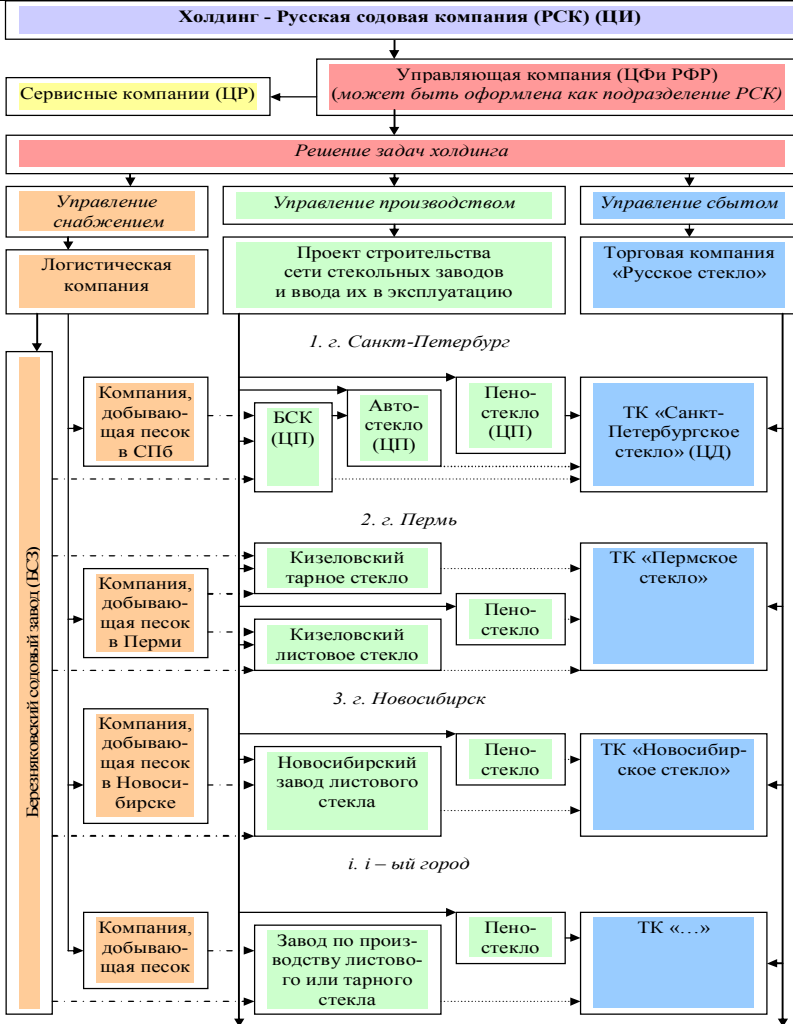 Холдинг - Русская содовая компания (РСК) (ЦИ)
Управляющая компания (ЦФи РФР)
(может быть оформлена как подразделение РСК)
Сервисные компании (ЦР)
Решение задач холдинга
Управление
снабжением
Управление производством
Управление сбытом
Логистическая
компания
Проект строительства
сети стекольных заводов
и ввода их в эксплуатацию
Торговая компания
«Русское стекло»
Березняковский содовый завод (БСЗ)
1. г. Санкт-Петербург
Компания,
добываю-
щая песок
в СПб
БСК
(ЦП)
Авто-
стекло
(ЦП)
Пено-
стекло
(ЦП)
ТК «Санкт-
Петербургское
стекло» (ЦД)
2. г. Пермь
Компания,
добываю-
щая песок
в Перми
Кизеловский
тарное стекло
Пено-
стекло
Кизеловский
листовое стекло
ТК «Пермское
стекло»
3. г. Новосибирск
Компания,
добываю-
щая песок
в Новоси-
бирске
Новосибирский
завод листового
стекла
Пено-
стекло
ТК «Новосибир-
ское стекло»
i. i – ый город
Компания,
добываю-
щая песок
Завод по произ-
водству листово-
го или тарного
стекла
Пено-
стекло
ТК «…»